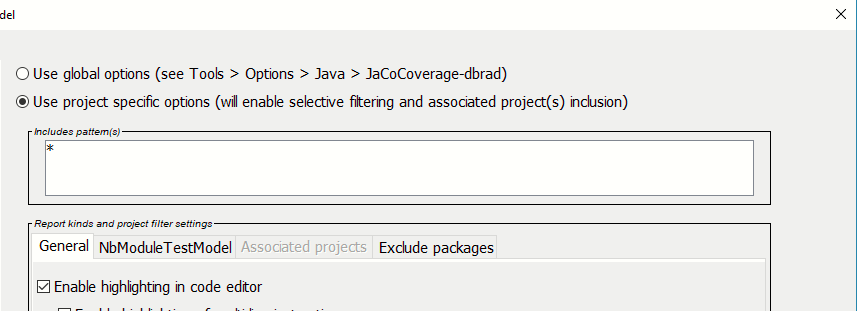 del
Use global options (see Tools > Options > Java > JaCoCoverage-dbrad)
Use project specific options (will enable selective filtering and associated project(s) inclusion)
Includes pattern(s)
*
Report kinds and project filter settings
General NbModuleTestModel Associated projects Exclude packages
Enable highlighting in code editor